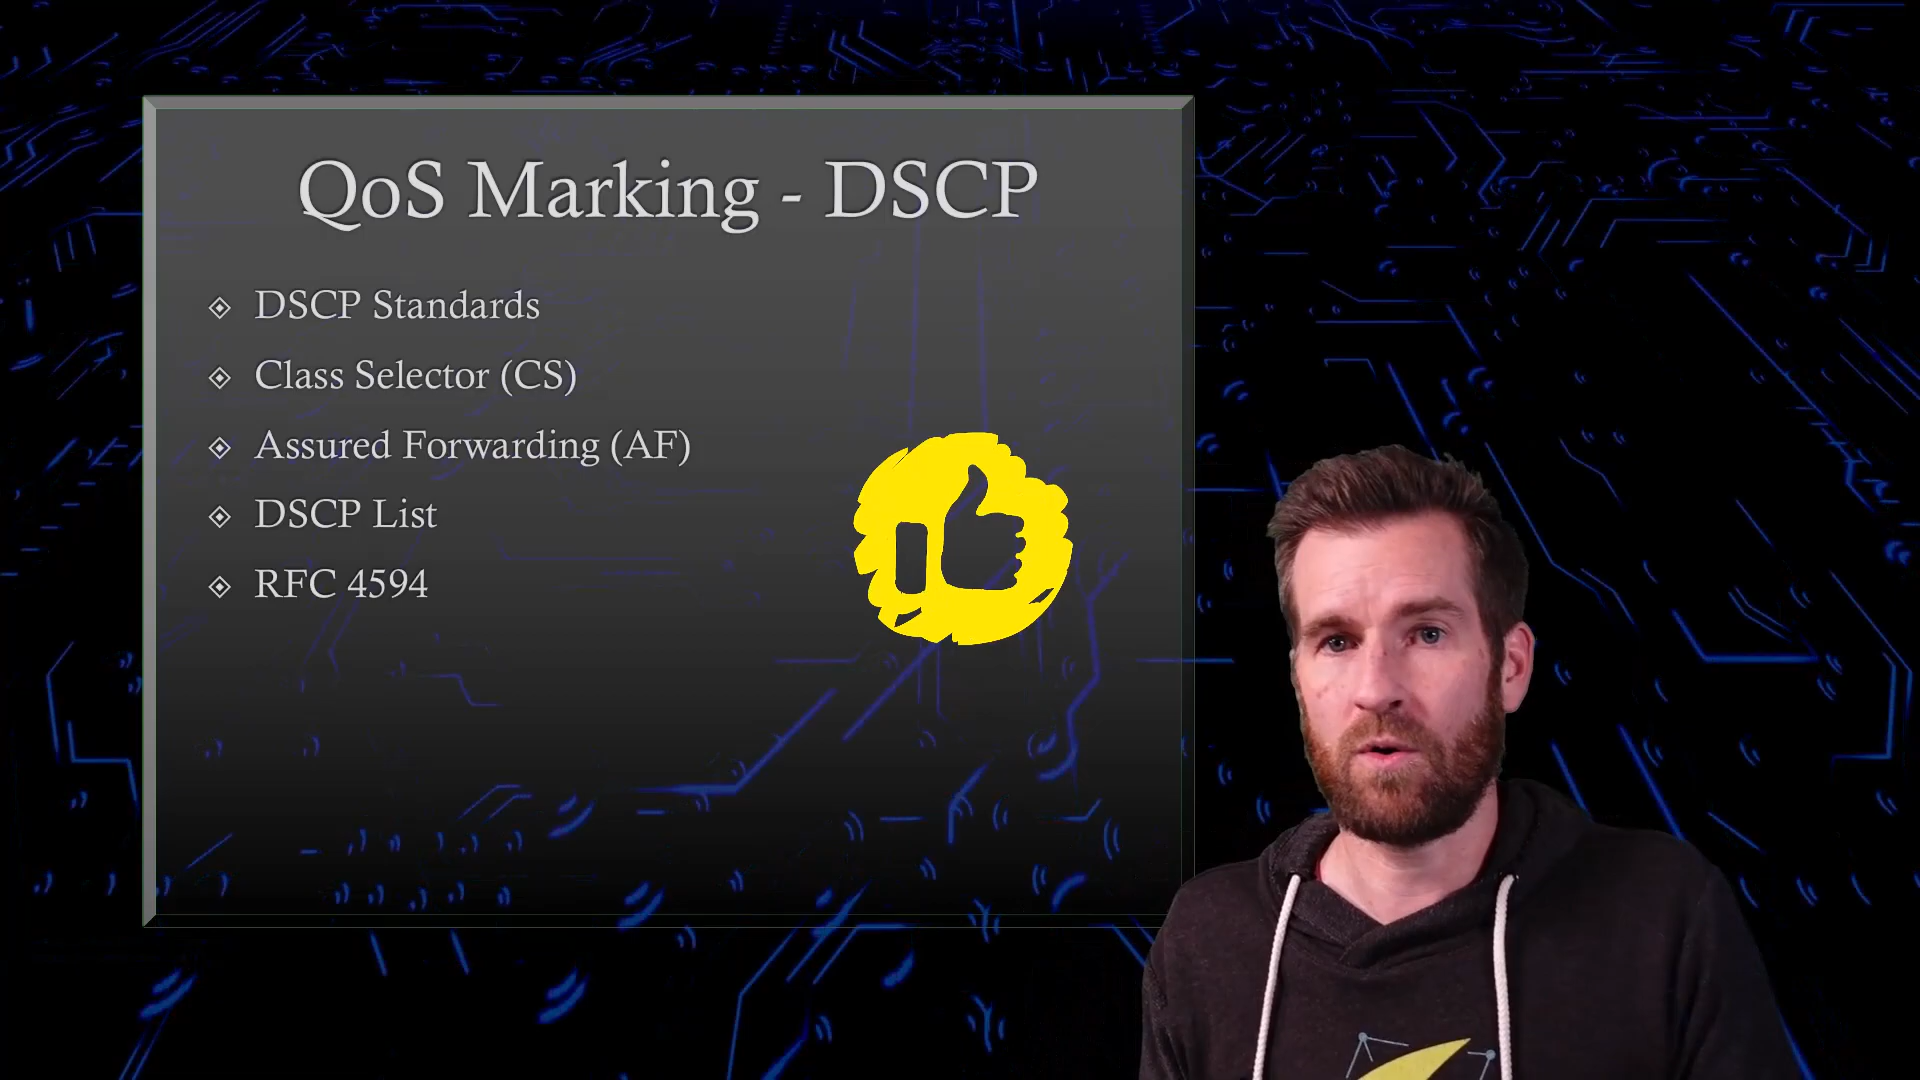 QoS Marking - DSCP
DSCP Standards
Class Selector (CS)
Assured Forwarding (AF)
DSCP List
RFC 4594